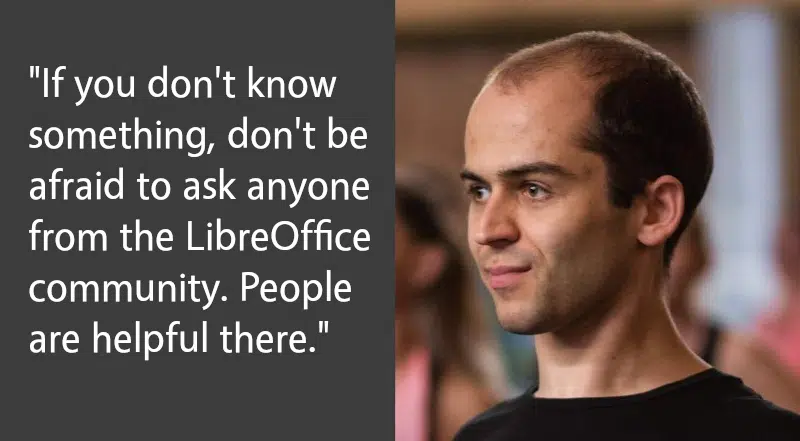 "If you don't know
something, don't be
afraid to ask anyone
from the LibreOffice
community. People
are helpful there."